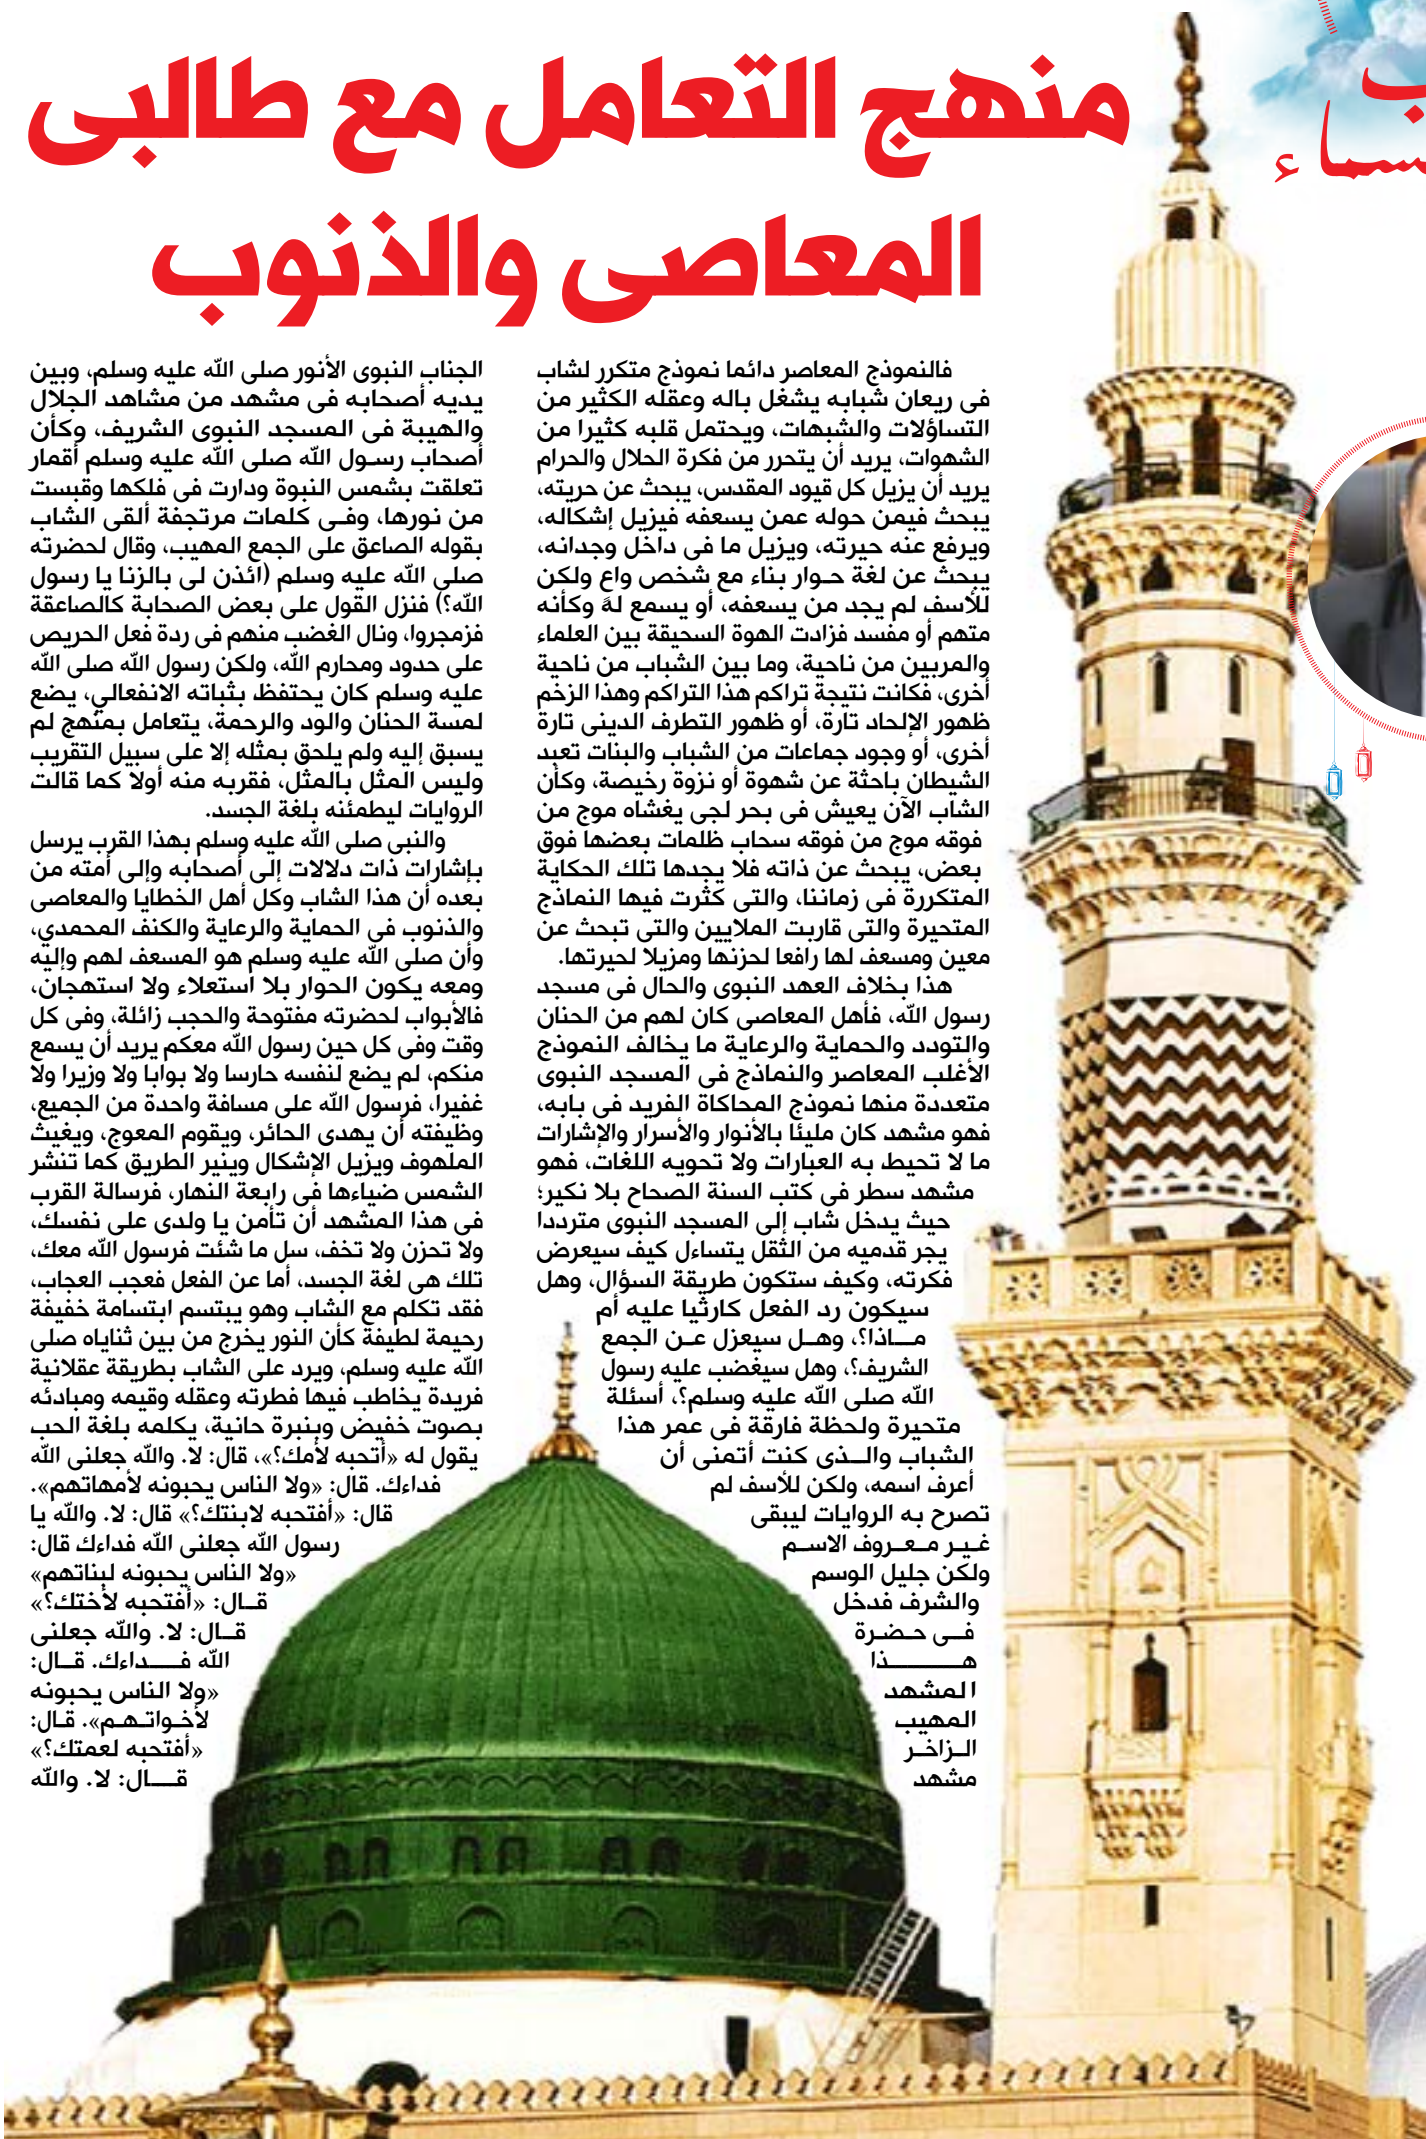 منهج التعامل مع طالبى
المعاصى والذنوب
فالنموذج المعاصر دائما نموذج متكرر لشاب
فى ريعان شبابه يشغل باله وعقله الكثير من
التساؤلات والشبهات، ويحتمل قلبه كثيرا من
الشهوات، يريد أن يتحرر من فكرة الحلال والحرام
يريد أن يزيل كل قيود المقدس، يبحث عن حريته،
يبحث فيمن حوله عمن يسعفه فيزيل إشكاله،
ويرفع عنه حيرته، ويزيل ما فى داخل وجدانه،
يبحث عن لغة حوار بناء مع شخص واعٍ ولكن
للأسف لم يجد من يسعفه، أو يسمع له وكأنه
متهم أو مفسد فزادت الهوة السحيقة بين العلماء
والمربين من ناحية، وما بين الشباب من ناحية
أخرى، فكانت نتيجة تراكم هذا التراكم وهذا الزخم
ظهور الإلحاد تارة، أو ظهور التطرف الدينى تارة
أخرى، أو وجود جماعات من الشباب والبنات تعبد
الشيطان باحثة عن شهوة أو نزوة رخيصة، وكأن
الشاب الآن يعيش فى بحر لجى يغشاه موج من
فوقه موج من فوقه سحاب ظلمات بعضها فوق
بعض، يبحث عن ذاته فلا يجدها تلك الحكاية
المتكررة فى زماننا، والتى كثرت فيها النماذج
المتحيرة والتى قاربت الملايين والتى تبحث عن
معين ومسعف لها رافعا لحزنها ومزيلا لحيرتها.
هذا بخلاف العهد النبوى والحال فى مسجد
رسول الله، فأهل المعاصى كان لهم من الحنان
والتودد والحماية والرعاية ما يخالف النموذج
الأغلب المعاصر والنماذج فى المسجد النبوى
متعددة منها نموذج المحاكاة الفريد فى بابه،
فهو مشهد كان مليئا بالأنوار والأسرار والإشارات
ما لا تحيط به العبارات ولا تحويه اللغات، فهو
مشهد سطر فى كتب السنة الصحاح بلا نكير؛
حيث يدخل شاب إلى المسجد النبوى مترددا
يجر قدميه من الثقل يتساءل كيف سيعرض
فكرته، وكيف ستكون طريقة السؤال، وهل
سيكون رد الفعل كارثيا عليه أم
مــاذا؟، وهــل سيعزل عـن الجمع
الشريف؟، وهل سيغضب عليه رسول
الله صلى الله عليه وسلم؟، أسئلة
متحيرة ولحظة فارقة فى عمر هذا
الشباب والــذى كنت أتمنى أن
أعرف اسمه، ولكن للأسف لم
تصرح به الروايات ليبقى
غـيـر مـعـروف الاسـم
ولكن جليل الوسم
والشرف فدخل
فــى حـضـرة
هــــــــذا
المشهد
المهيب
الـزاخـر
مشهد
الجناب النبوى الأنور صلى الله عليه وسلم، وبين
يديه أصحابه فى مشهد من مشاهد الجلال
والهيبة فى المسجد النبوى الشريف، وكأن
أصحاب رسـول الله صلى الله عليه وسلم أقمار
تعلقت بشمس النبوة ودارت فى فلكها وقبست
من نورها، وفـى كلمات مرتجفة ألقى الشاب
بقوله الصاعق على الجمع المهيب، وقال لحضرته
صلى الله عليه وسلم (ائذن لى بالزنا يا رسول
الله؟) فنزل القول على بعض الصحابة كالصاعقة
فزمجروا، ونال الغضب منهم فى ردة فعل الحريص
على حدود ومحارم الله، ولكن رسول الله صلى الله
عليه وسلم كان يحتفظ بثباته الانفعالي، يضع
لمسة الحنان والود والرحمة، يتعامل بمنهج لم
يسبق إليه ولم يلحق بمثله إلا على سبيل التقريب
وليس المثل بالمثل، فقربه منه أولا كما قالت
الروايات ليطمئنه بلغة الجسد.
والنبى صلى الله عليه وسلم بهذا القرب يرسل
بإشارات ذات دلالات إلى أصحابه وإلى أمته من
بعده أن هذا الشاب وكل أهل الخطايا والمعاصى
والذنوب فى الحماية والرعاية والكنف المحمدي،
وأن صلى الله عليه وسلم هو المسعف لهم وإليه
ومعه يكون الحوار بلا استعلاء ولا استهجان،
فالأبواب لحضرته مفتوحة والحجب زائلة، وفى كل
وقت وفى كل حين رسول الله معكم يريد أن يسمع
منكم، لم يضع لنفسه حارسا ولا بوابا ولا وزيرا ولا
غفيرا، فرسول الله على مسافة واحدة من الجميع،
وظيفته أن يهدى الحائر، ويقوم المعوج، ويغيث
الملهوف ويزيل الإشكال وينير الطريق كما تنشر
الشمس ضياءها فى رابعة النهار، فرسالة القرب
فى هذا المشهد أن تأمن يا ولدى على نفسك،
ولا تحزن ولا تخف، سل ما شئت فرسول الله معك،
تلك هى لغة الجسد، أما عن الفعل فعجب العجاب،
فقد تكلم مع الشاب وهو يبتسم ابتسامة خفيفة
رحيمة لطيفة كأن النور يخرج من بين ثناياه صلى
الله عليه وسلم، ويرد على الشاب بطريقة عقلانية
فريدة يخاطب فيها فطرته وعقله وقيمه ومبادئه
بصوت خفيض وبنبرة حانية، يكلمه بلغة الحب
يقول له «أتحبه لأمك؟»، قال: لا. والله جعلنى الله
فداءك. قال: «ولا الناس يحبونه لأمهاتهم».
قال: «أفتحبه لابنتك؟» قال: لا. والله يا
رسول الله جعلنى الله فداءك قال:
«ولا الناس يحبونه لبناتهم»
قــال: «أفتحبه لأختك؟»
قــال: لا. والله جعلنى
الله فــــداءك. قــال:
«ولا الناس يحبونه
لأخـواتـهـم». قـال:
«أفتحبه لعمتك؟»
قـــال: لا. والله